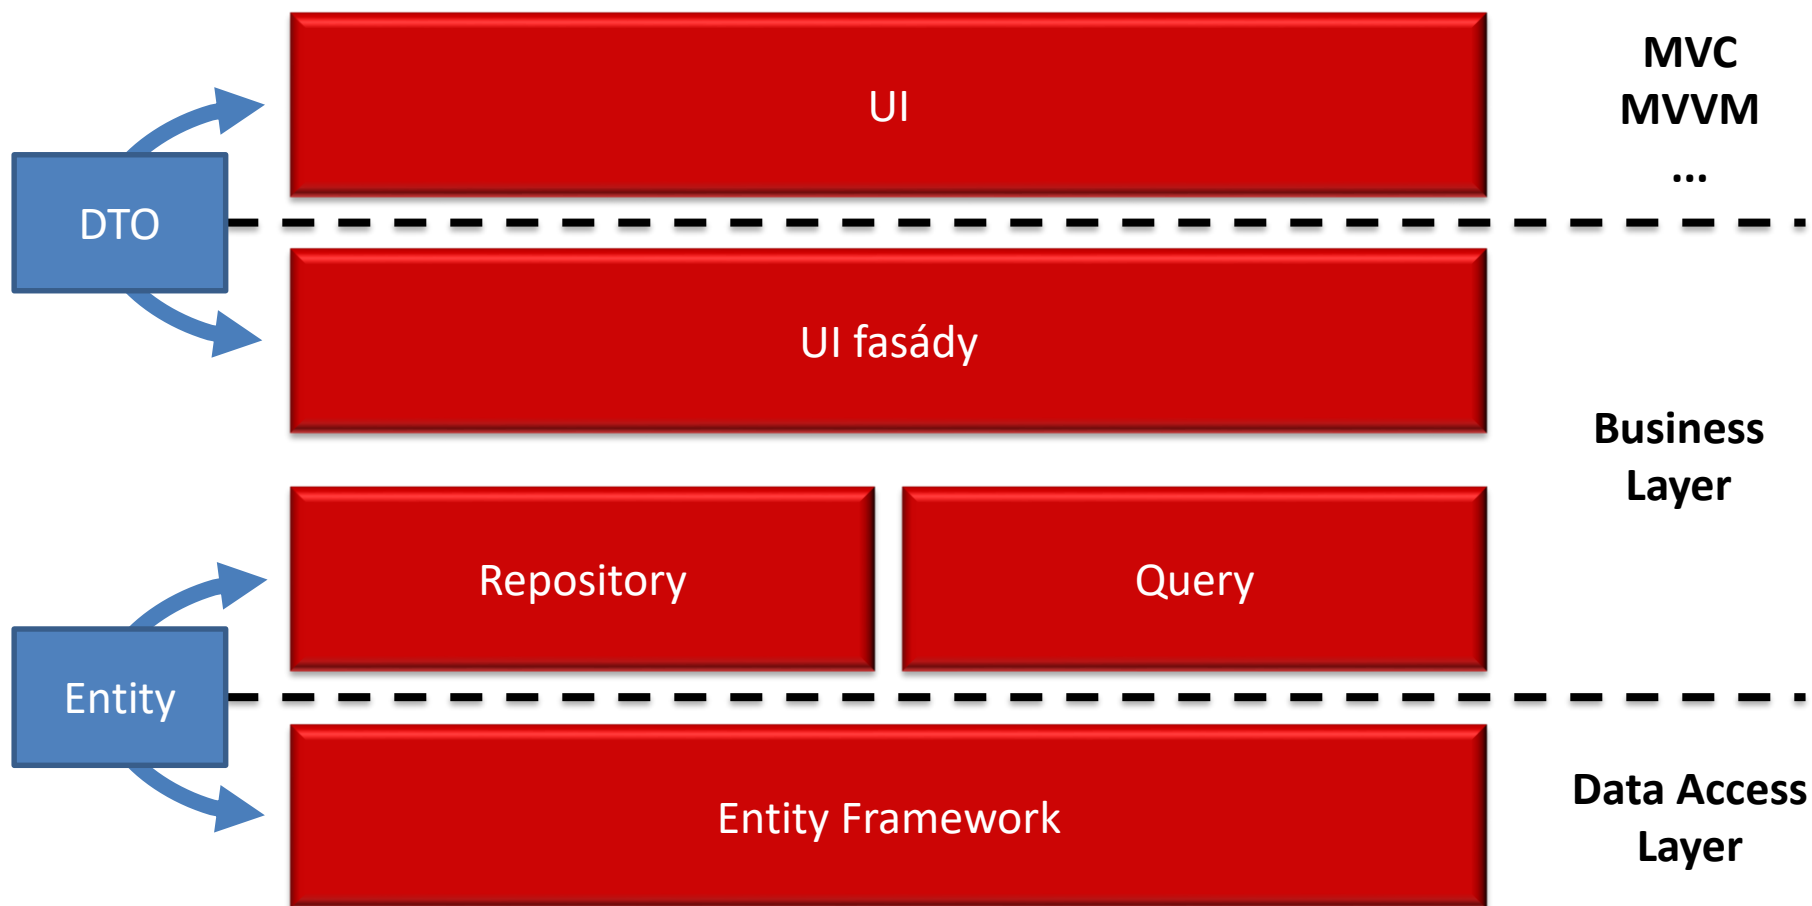 UI
MVC
MVVM
...
DTO
UI fasády
Business
Layer
Repository
Query
Entity
Entity Framework
Data Access
Layer